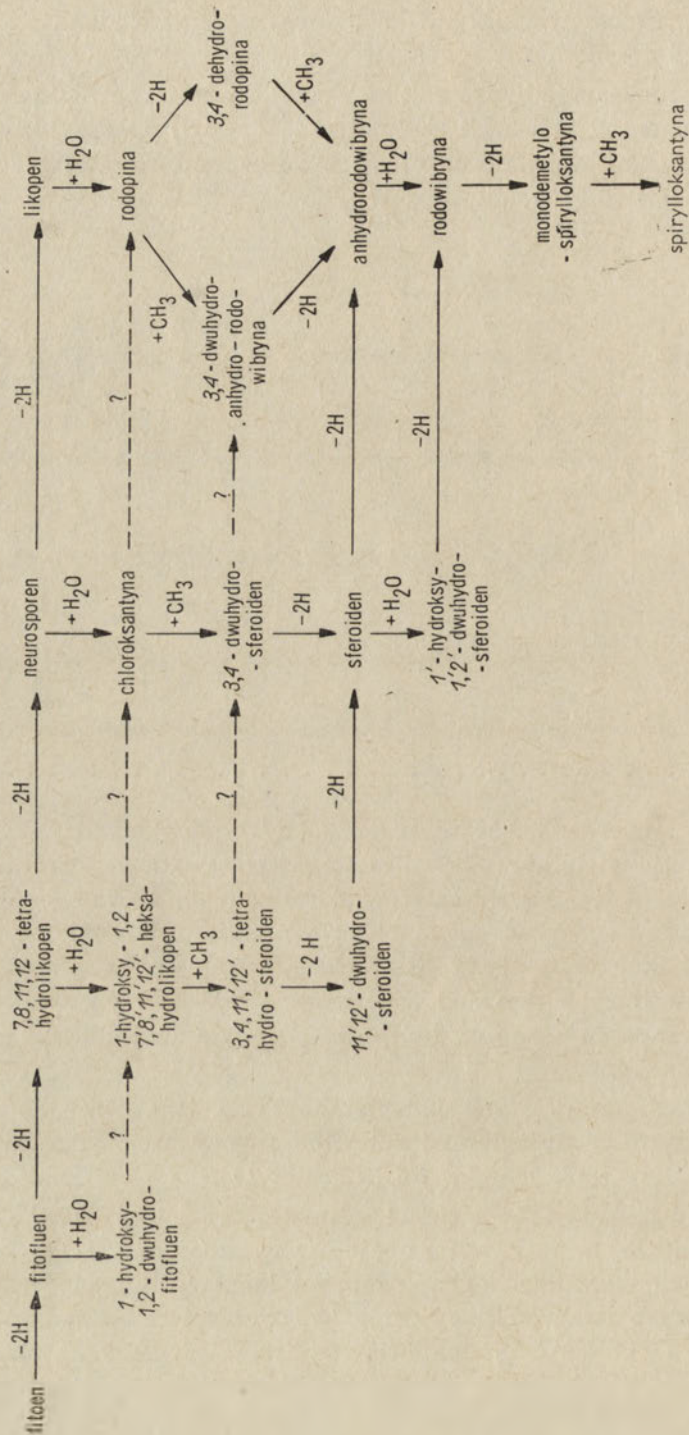 fitoen
-2H
fitofluen
-2H
7,8,11,12 - tetra-
hydrolikopen
-2H
neurosporen
-2H
likopen
+H2O
+H2O
+H2O
+H2O
1 - hydroksy-
1,2 - dwuhydro-
fitofluen
?
1-hydroksy - 1,2,
7',8',11',12' - heksa-
hydrolikopen
?
chloroksantyna
?
rodopina
+CH3
+CH3
+CH3
-2H
3,4,11',12' - tetra-
hydro - sferoiden
?
3,4 - dwuhydro-
- sferoiden
?
3,4 - dwuhydro-
anhydro - rodo-
wibryna
3,4 - dehydro-
rodopina
-2H
-2H
-2H
+CH3
11',12' - dwuhydro-
- sferoiden
-2H
sferoiden
-2H
anhydrorodowibryna
+H2O
+H2O
1' - hydroksy-
1',2' - dwuhydro-
- sferoiden
-2H
rodowibryna
-2H
monodemetylo
- spirylloksantyna
+CH3
spirylloksantyna